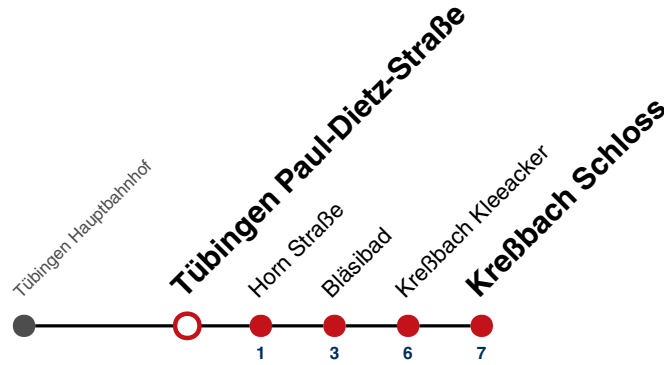 Tübingen Hauptbahnhof
Tübingen Paul-Dietz-Straße
Horn Straße
Bläsibad
Kreßbach Kleeacker
Kreßbach Schloss
1
3
6
7